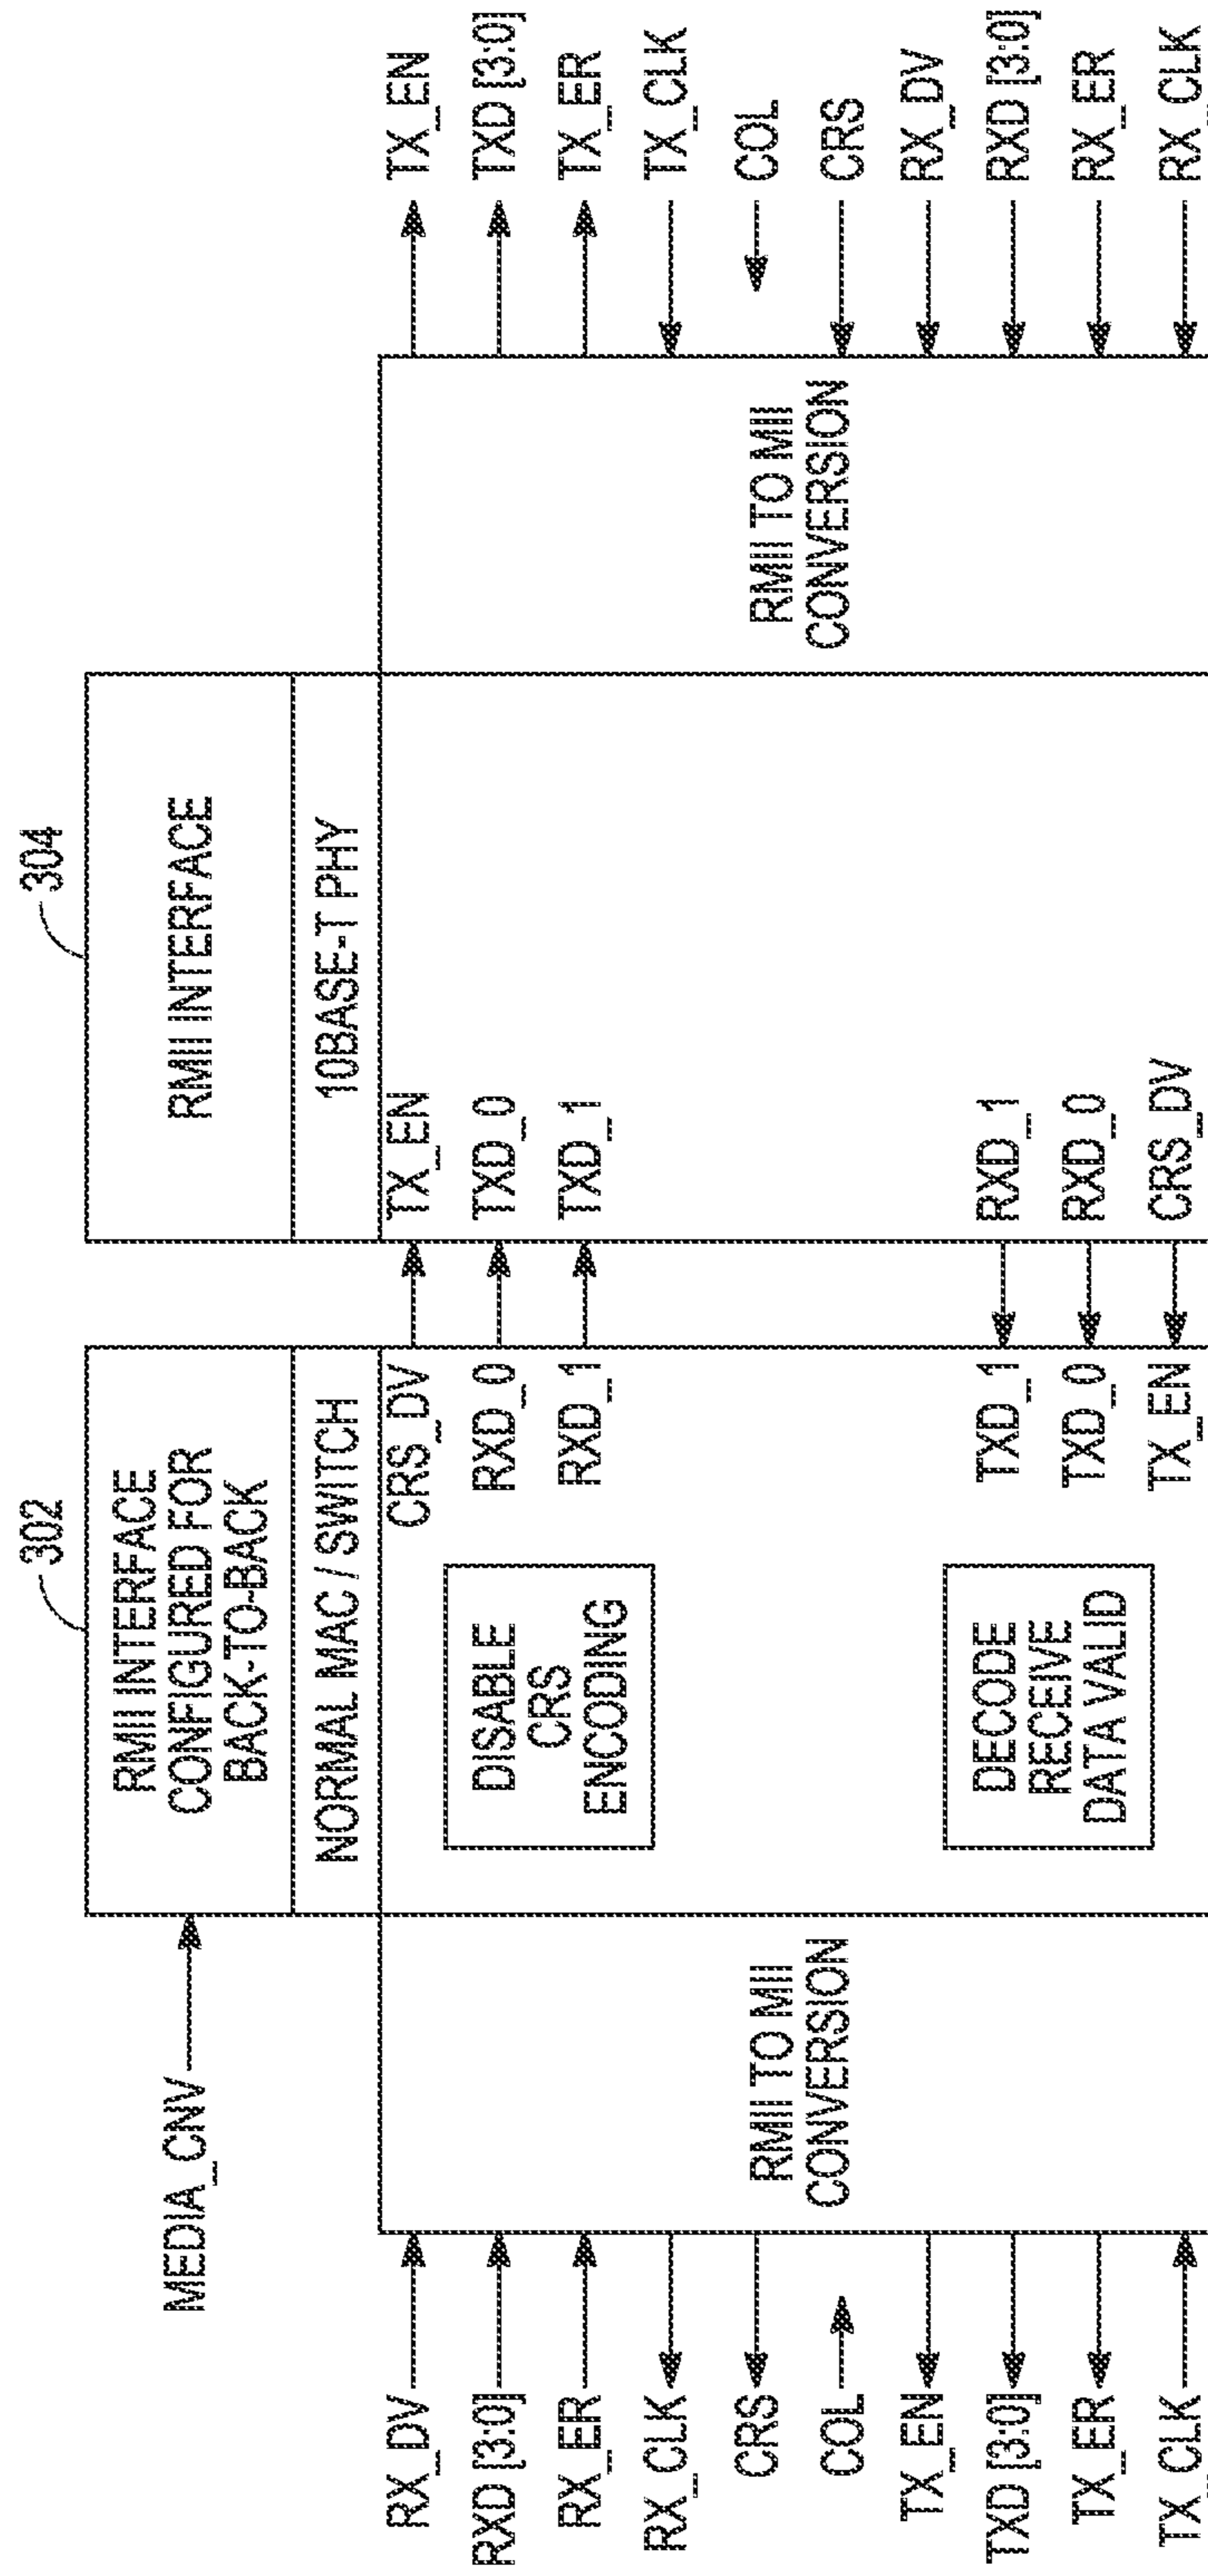 302
304
RMII INTERFACE
CONFIGURED FOR
BACK-TO-BACK
RMII INTERFACE
MEDIA_CNV
NORMAL MAC / SWITCH
10BASE-T PHY
RX_DV
RXD [3:0]
RX_ER
RX_CLK
CRS
COL
TX_EN
TXD [3:0]
TX_ER
TX_CLK
RMII TO MII
CONVERSION
DISABLE
CRS
ENCODING
DECODE
RECEIVE
DATA VALID
CRS_DV
RXD_0
RXD_1
TXD_1
TXD_0
TX_EN
TX_EN
TXD_0
TXD_1
RXD_1
RXD_0
CRS_DV
RMII TO MII
CONVERSION
TX_EN
TXD [3:0]
TX_ER
TX_CLK
COL
CRS
RX_DV
RXD [3:0]
RX_ER
RX_CLK